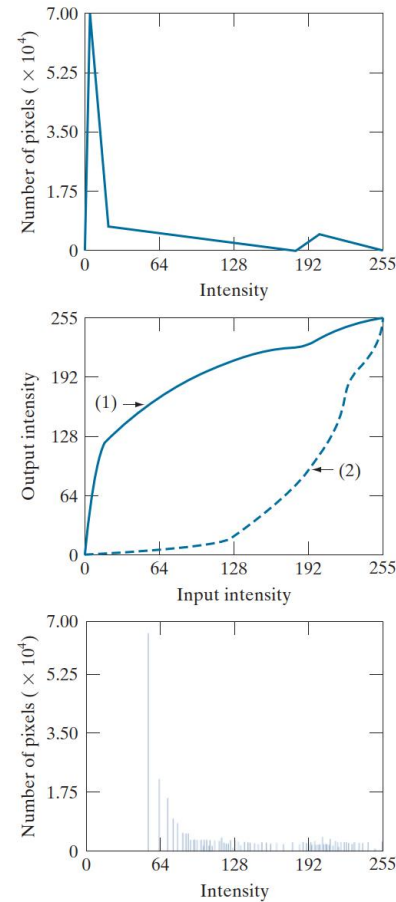 7.00
5.25
3.50
1.75
0
Number of pixels ( × 10⁴)
0 64 128 192 255
Intensity
255
192
128
64
0
Output intensity
(1)
(2)
0 64 128 192 255
Input intensity
7.00
5.25
3.50
1.75
0
Number of pixels ( × 10⁴)
0 64 128 192 255
Intensity